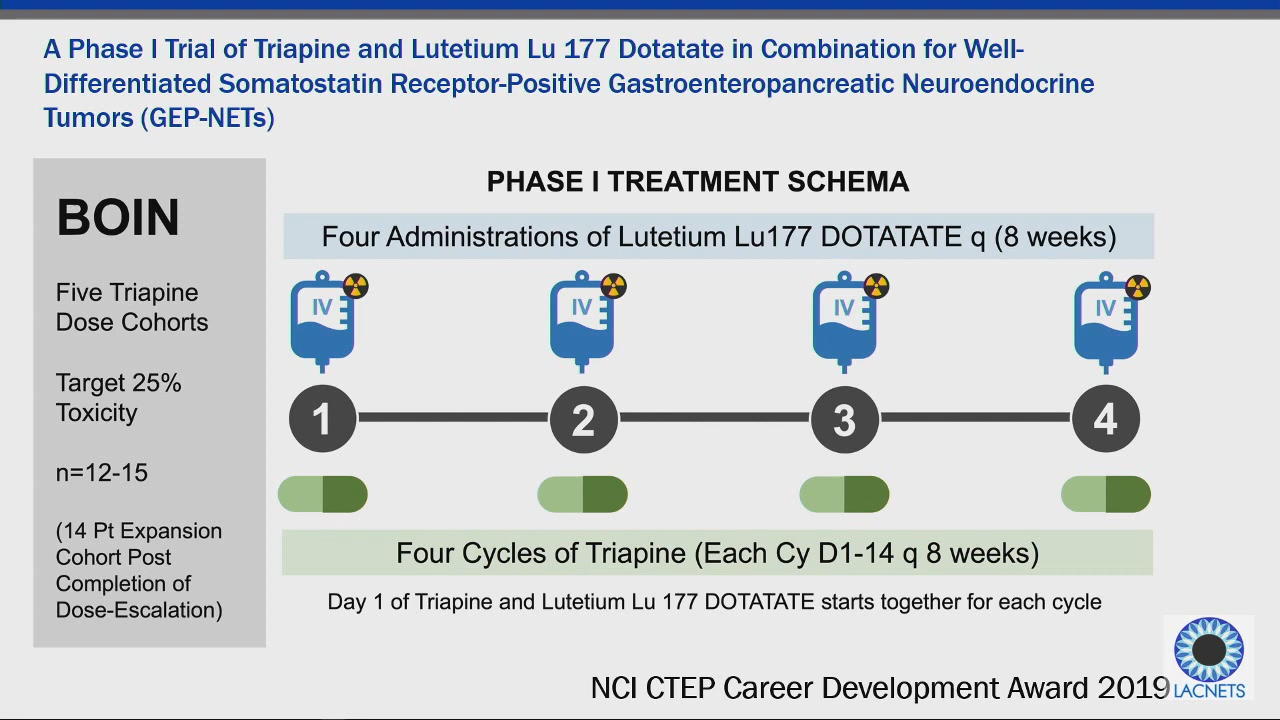 A Phase I Trial of Triapine and Lutetium Lu 177 Dotatate in Combination for Well-
Differentiated Somatostatin Receptor-Positive Gastroenteropancreatic Neuroendocrine
Tumors (GEP-NETs)
BOIN
Five Triapine
Dose Cohorts
Target 25%
Toxicity
n=12-15
(14 Pt Expansion
Cohort Post
Completion of
Dose-Escalation)
PHASE I TREATMENT SCHEMA
Four Administrations of Lutetium Lu177 DOTATATE q (8 weeks)
IV IV IV IV
1 2 3 4
Four Cycles of Triapine (Each Cy D1-14 q 8 weeks)
Day 1 of Triapine and Lutetium Lu 177 DOTATATE starts together for each cycle
NCI CTEP Career Development Award 2019
LACNETS